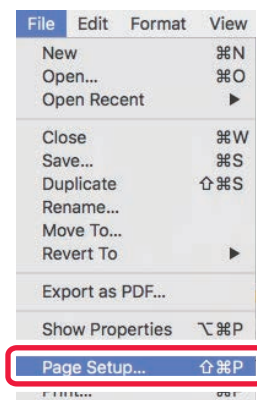 File Edit Format View
New ⌘N
Open... ⌘O
Open Recent ▶
Close ⌘W
Save... ⌘S
Duplicate ⇧⌘S
Rename...
Move To...
Revert To ▶
Export as PDF...
Show Properties ⌥⌘P
Page Setup... ⇧⌘P
Print... ⌘P